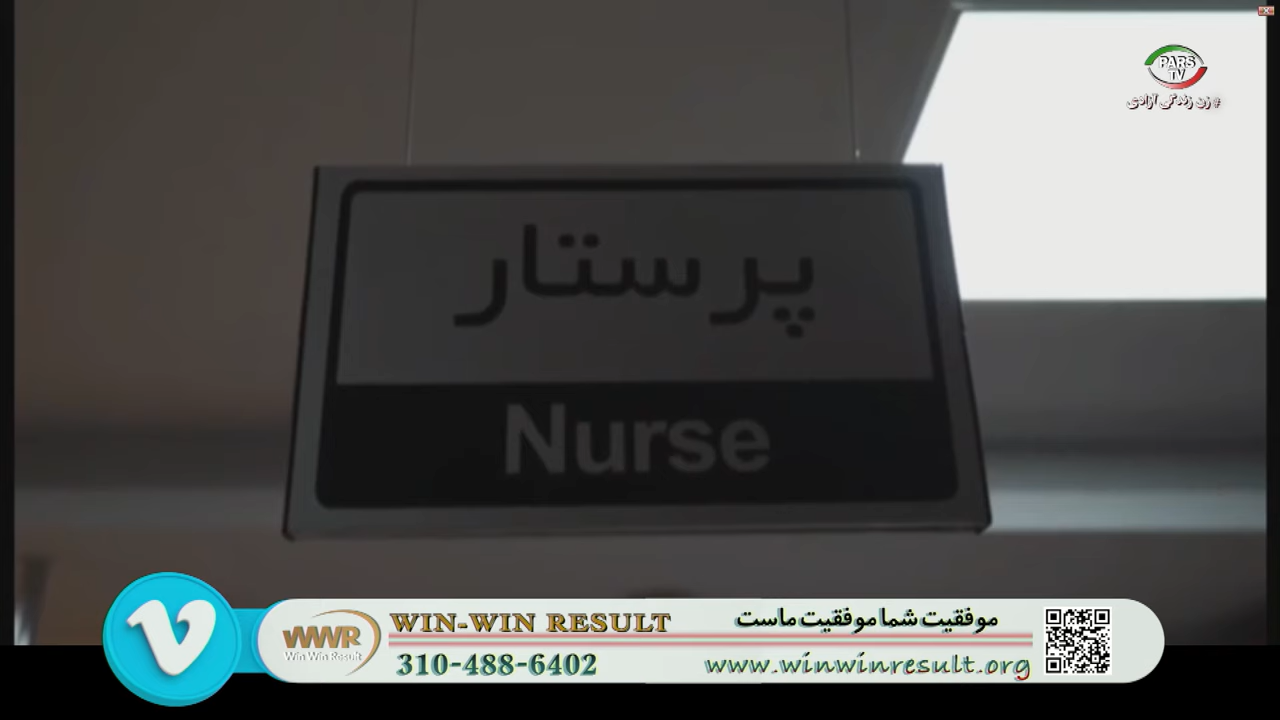 PARS
TV
# زن زندگی آزادی
پرستار
Nurse
WWR
Win Win Result
WIN-WIN RESULT
310-488-6402
موفقیت شما موفقیت ماست
www.winwinresult.org